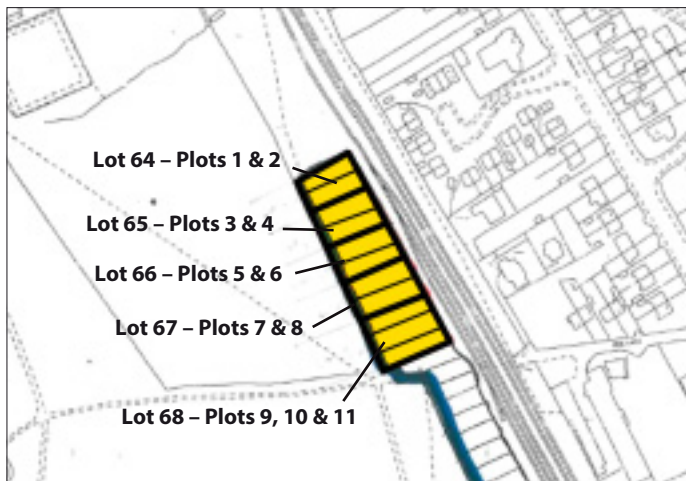 Lot 64 – Plots 1 & 2
Lot 65 – Plots 3 & 4
Lot 66 – Plots 5 & 6
Lot 67 – Plots 7 & 8
Lot 68 – Plots 9, 10 & 11